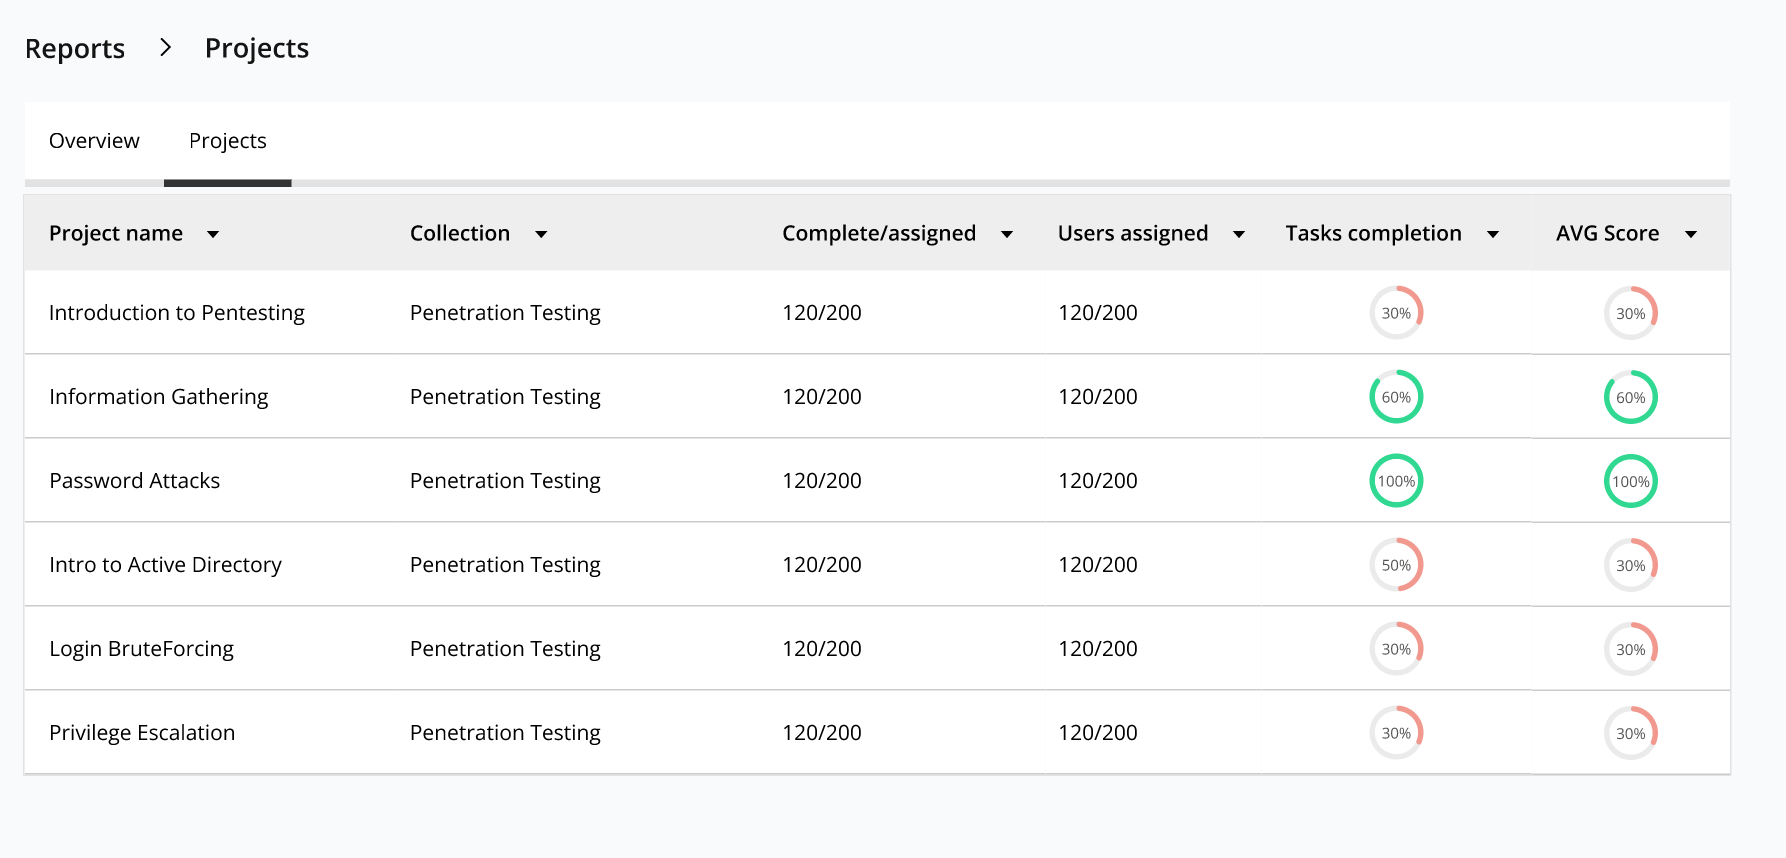 Reports > Projects
Overview Projects
Project name Collection Complete/assigned Users assigned Tasks completion AVG Score
Introduction to Pentesting Penetration Testing 120/200 120/200 30% 30%
Information Gathering Penetration Testing 120/200 120/200 60% 60%
Password Attacks Penetration Testing 120/200 120/200 100% 100%
Intro to Active Directory Penetration Testing 120/200 120/200 50% 30%
Login BruteForcing Penetration Testing 120/200 120/200 30% 30%
Privilege Escalation Penetration Testing 120/200 120/200 30% 30%